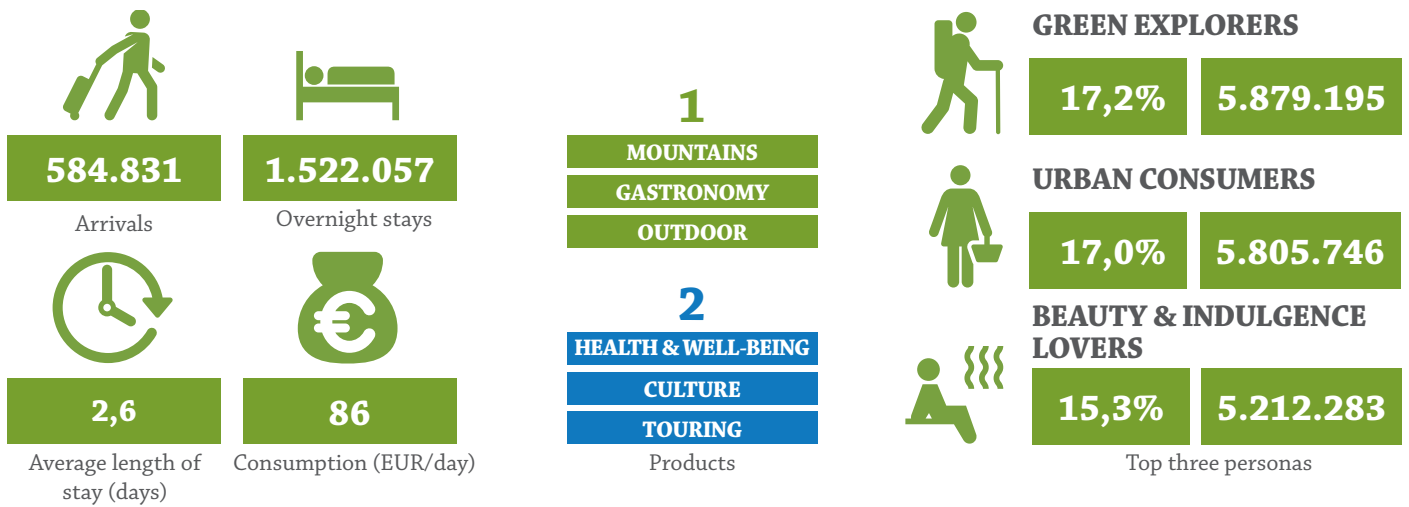 584.831
Arrivals
1.522.057
Overnight stays
2,6
Average length of
stay (days)
86
Consumption (EUR/day)
1
MOUNTAINS
GASTRONOMY
OUTDOOR
2
HEALTH & WELL-BEING
CULTURE
TOURING
Products
GREEN EXPLORERS
17,2%
5.879.195
URBAN CONSUMERS
17,0%
5.805.746
BEAUTY & INDULGENCE
LOVERS
15,3%
5.212.283
Top three personas